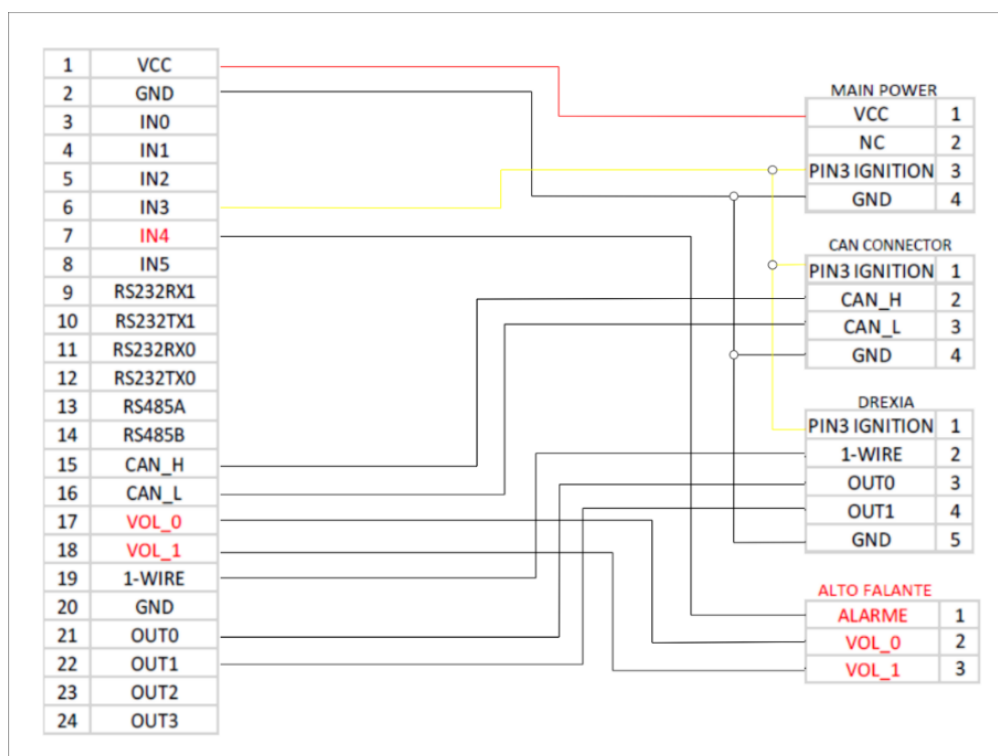 1 VCC
2 GND
3 IN0
4 IN1
5 IN2
6 IN3
7 IN4
8 IN5
9 RS232RX1
10 RS232TX1
11 RS232RX0
12 RS232TX0
13 RS485A
14 RS485B
15 CAN_H
16 CAN_L
17 VOL_0
18 VOL_1
19 1-WIRE
20 GND
21 OUT0
22 OUT1
23 OUT2
24 OUT3
MAIN POWER
VCC 1
NC 2
PIN3 IGNITION 3
GND 4
CAN CONNECTOR
PIN3 IGNITION 1
CAN_H 2
CAN_L 3
GND 4
DREXIA
PIN3 IGNITION 1
1-WIRE 2
OUT0 3
OUT1 4
GND 5
ALTO FALANTE
ALARME 1
VOL_0 2
VOL_1 3